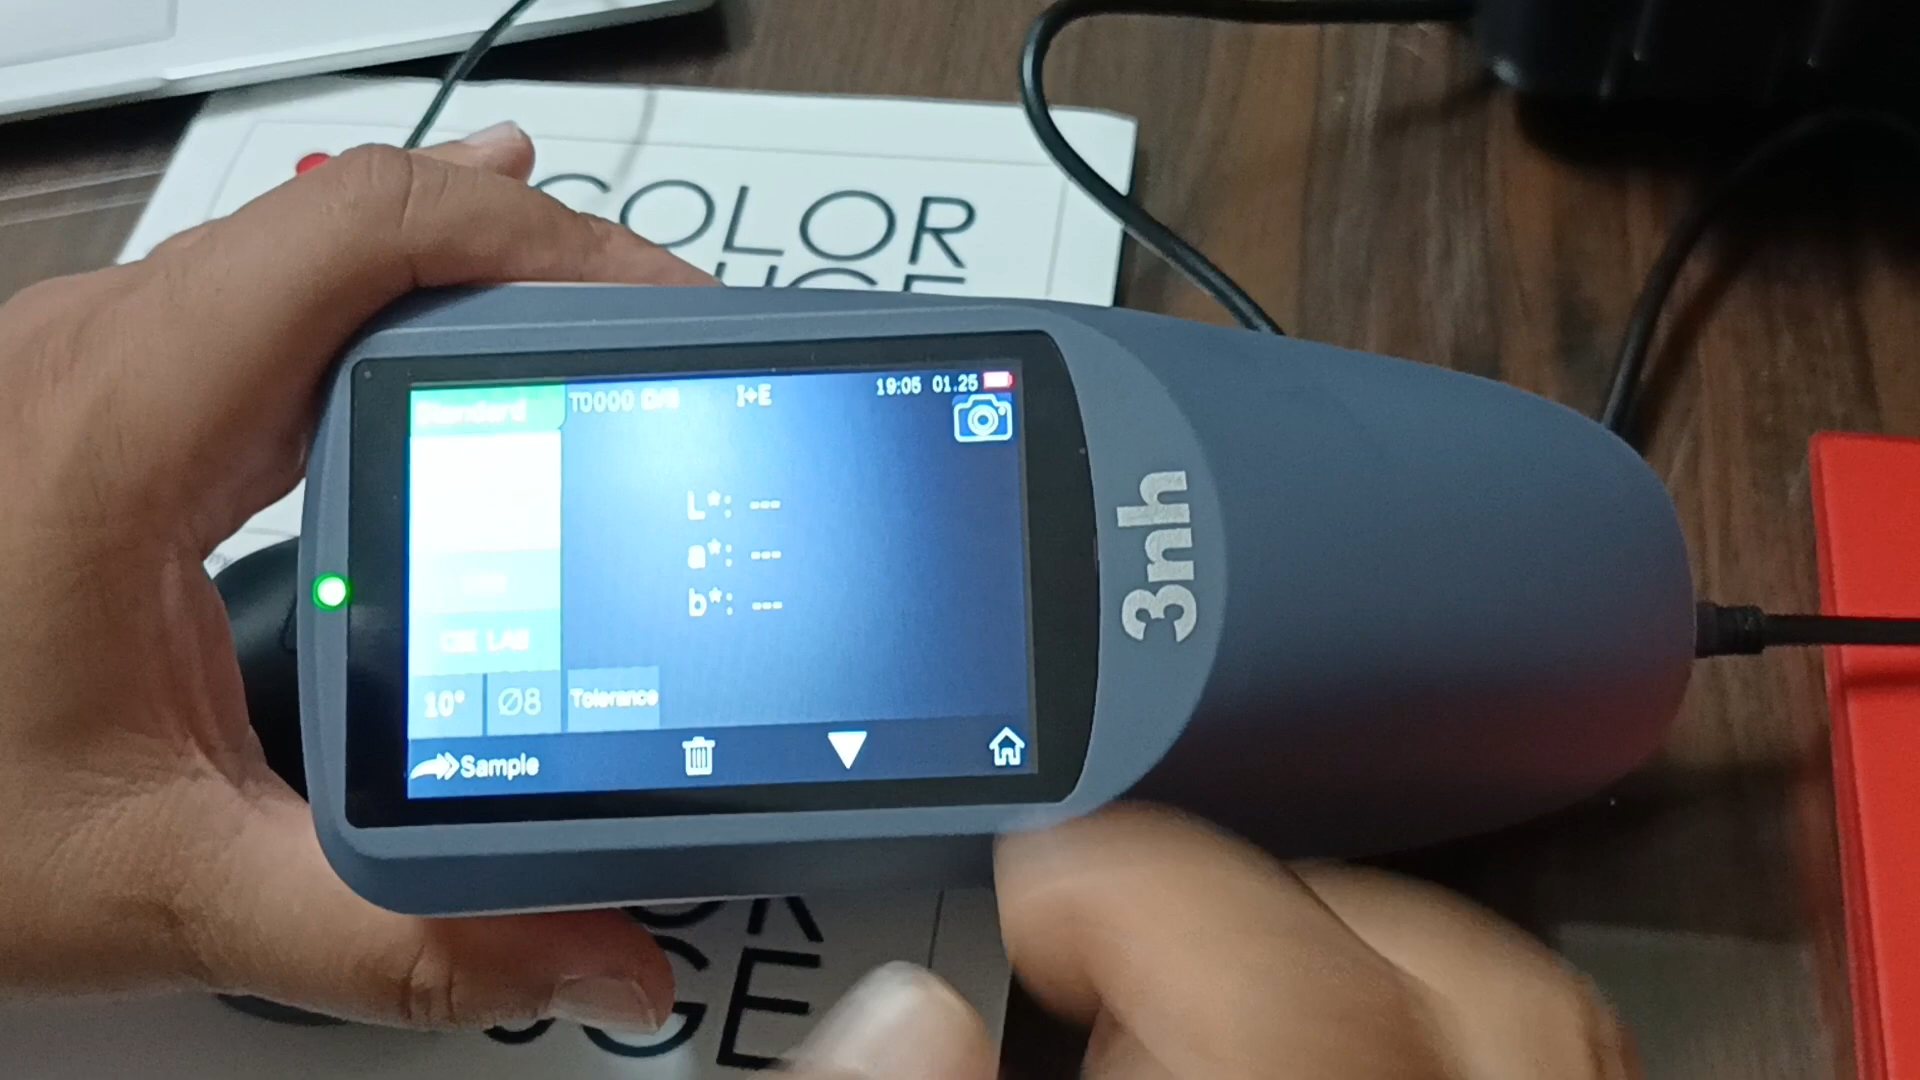 COLOR
Standard
T0000
I+E
19:05 01.25
L*: ---
a*: ---
b*: ---
CIE LAB
10°
Ø8
Tolerance
Sample
3nh